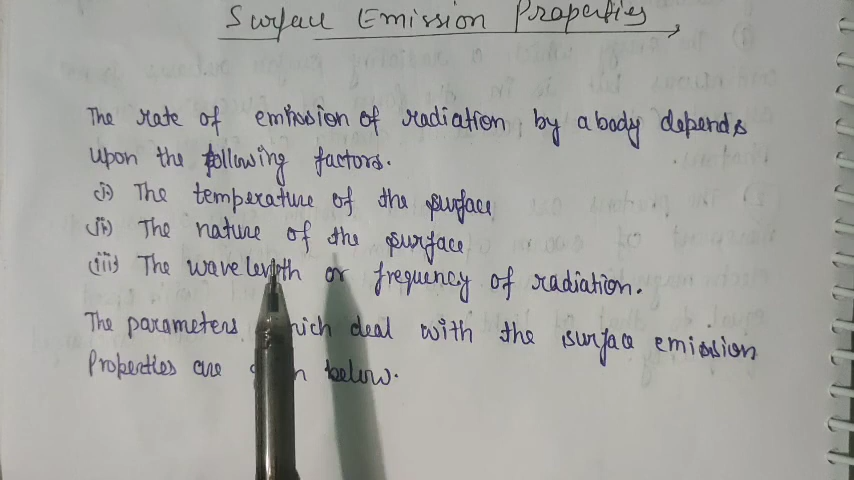 Surface Emission Properties
The rate of emission of radiation by a body depends
upon the following factors.
(i) The temperature of the surface
(ii) The nature of the surface
(iii) The wavelength or frequency of radiation.
The parameters which deal with the surface emission
Properties are below.